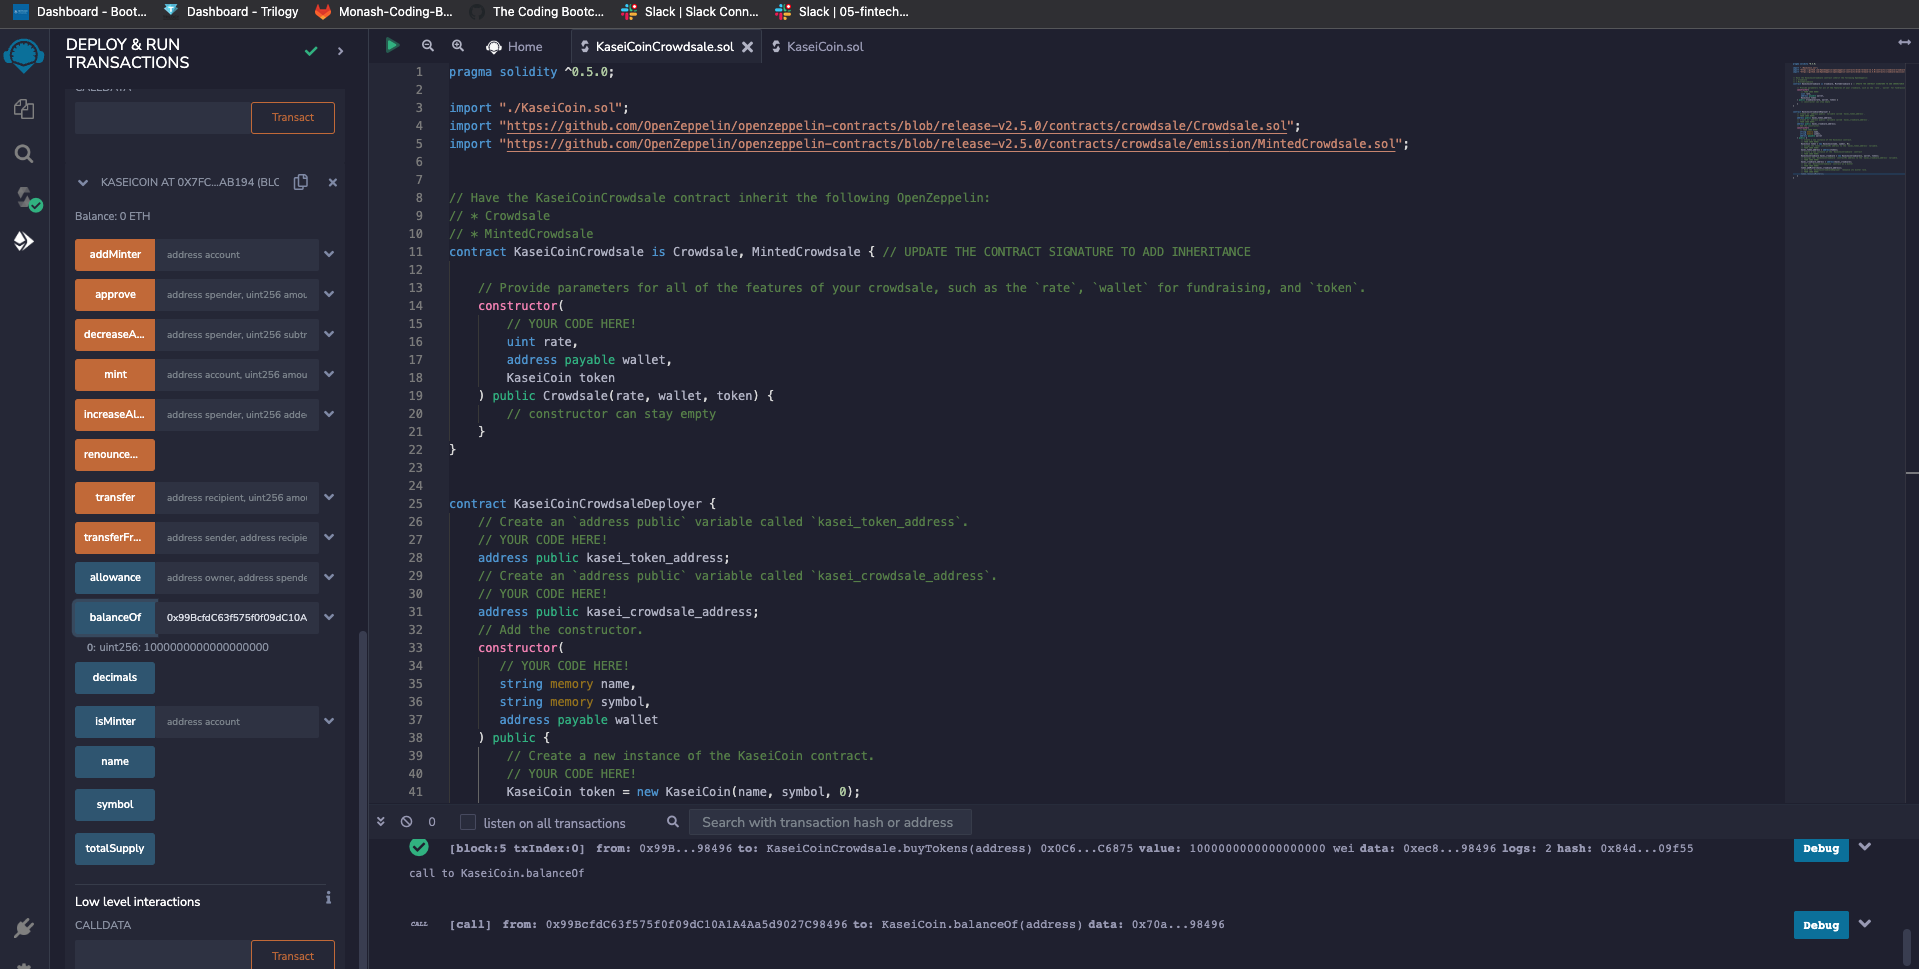 Dashboard - Boot...
Dashboard - Trilogy
Monash-Coding-B...
The Coding Bootc...
Slack | Slack Conn...
Slack | 05-fintech...
DEPLOY & RUN
TRANSACTIONS
CALLDATA
Transact
KASEICOIN AT 0X7FC...AB194 (BLC
Balance: 0 ETH
addMinter address account
approve address spender, uint256 amou
decreaseA... address spender, uint256 subtr
mint address account, uint256 amou
increaseAl... address spender, uint256 adde
renounce...
transfer address recipient, uint256 amou
transferFr... address sender, address recipie
allowance address owner, address spende
balanceOf 0x99BcfdC63f575f0f09dC10A
0: uint256: 1000000000000000000
decimals
isMinter address account
name
symbol
totalSupply
Low level interactions
CALLDATA
Transact
Home
KaseiCoinCrowdsale.sol
KaseiCoin.sol
1 pragma solidity ^0.5.0;
2
3 import "./KaseiCoin.sol";
4 import "https://github.com/OpenZeppelin/openzeppelin-contracts/blob/release-v2.5.0/contracts/crowdsale/Crowdsale.sol";
5 import "https://github.com/OpenZeppelin/openzeppelin-contracts/blob/release-v2.5.0/contracts/crowdsale/emission/MintedCrowdsale.sol";
6
7
8 // Have the KaseiCoinCrowdsale contract inherit the following OpenZeppelin:
9 // * Crowdsale
10 // * MintedCrowdsale
11 contract KaseiCoinCrowdsale is Crowdsale, MintedCrowdsale { // UPDATE THE CONTRACT SIGNATURE TO ADD INHERITANCE
12
13 // Provide parameters for all of the features of your crowdsale, such as the `rate`, `wallet` for fundraising, and `token`.
14 constructor(
15 // YOUR CODE HERE!
16 uint rate,
17 address payable wallet,
18 KaseiCoin token
19 ) public Crowdsale(rate, wallet, token) {
20 // constructor can stay empty
21 }
22 }
23
24
25 contract KaseiCoinCrowdsaleDeployer {
26 // Create an `address public` variable called `kasei_token_address`.
27 // YOUR CODE HERE!
28 address public kasei_token_address;
29 // Create an `address public` variable called `kasei_crowdsale_address`.
30 // YOUR CODE HERE!
31 address public kasei_crowdsale_address;
32 // Add the constructor.
33 constructor(
34 // YOUR CODE HERE!
35 string memory name,
36 string memory symbol,
37 address payable wallet
38 ) public {
39 // Create a new instance of the KaseiCoin contract.
40 // YOUR CODE HERE!
41 KaseiCoin token = new KaseiCoin(name, symbol, 0);
0 listen on all transactions Search with transaction hash or address
[block:5 txIndex:0] from: 0x99B...98496 to: KaseiCoinCrowdsale.buyTokens(address) 0x0C6...C6875 value: 1000000000000000000 wei data: 0xec8...98496 logs: 2 hash: 0x84d...09f55 Debug
call to KaseiCoin.balanceOf
CALL [call] from: 0x99BcfdC63f575f0f09dC10A1A4Aa5d9027C98496 to: KaseiCoin.balanceOf(address) data: 0x70a...98496 Debug